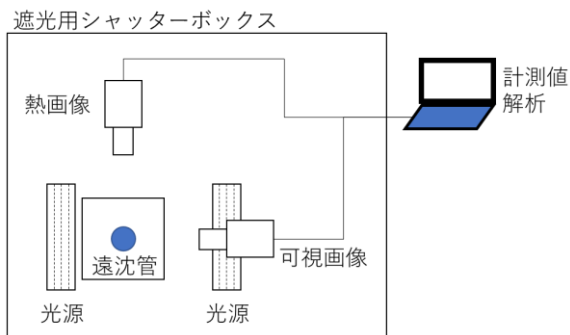 遮光用シャッターボックス
熱画像
計測値
解析
遠沈管
可視画像
光源
光源